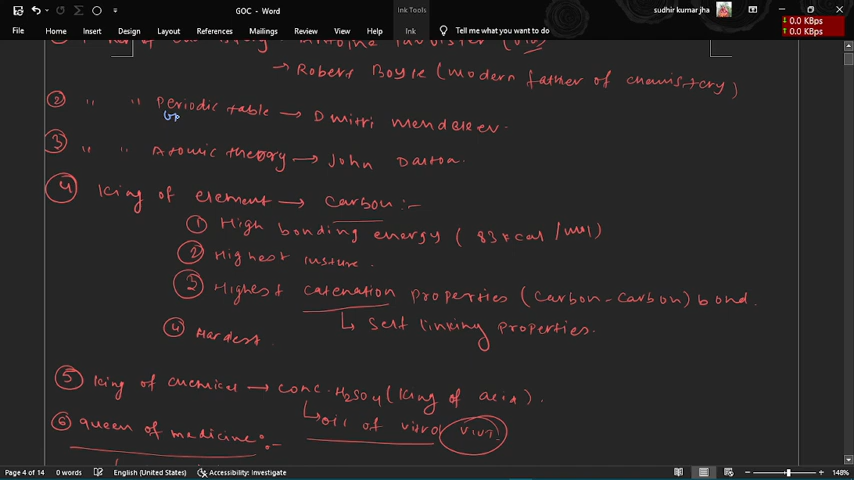 GOC - Word
sudhir kumar jha
Ink Tools
File Home Insert Draw Design Layout References Mailings Review View Help Ink Tell me what you want to do
0.0 KBps
0.0 KBps
→ Robert Boyle (modern father of chemistry)
② " " Periodic table → Dmitri Mendeleev.
③ " " Atomic theory → John Dalton.
④ King of element → Carbon :-
① High bonding energy ( 83 kcal/mol)
② Highest lusture.
③ Highest catenation properties (Carbon-Carbon) bond.
↳ Self linking properties.
④ Hardest.
⑤ King of chemical → conc. H2SO4 (King of acid).
↳ oil of vitrol VIVI
⑥ queen of medicine :-
Page 4 of 14 0 words English (United States) Accessibility: Investigate 148%